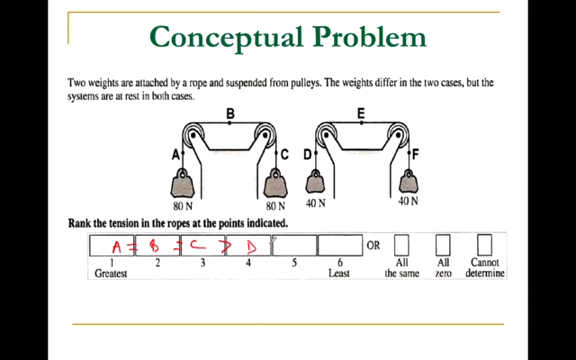 Conceptual Problem
Two weights are attached by a rope and suspended from pulleys. The weights differ in the two cases, but the
systems are at rest in both cases.
B E
A C D F
80 N 80 N 40 N 40 N
Rank the tension in the ropes at the points indicated.
A = B = C > D OR
1 2 3 4 5 6 All All Cannot
Greatest Least the same zero determine